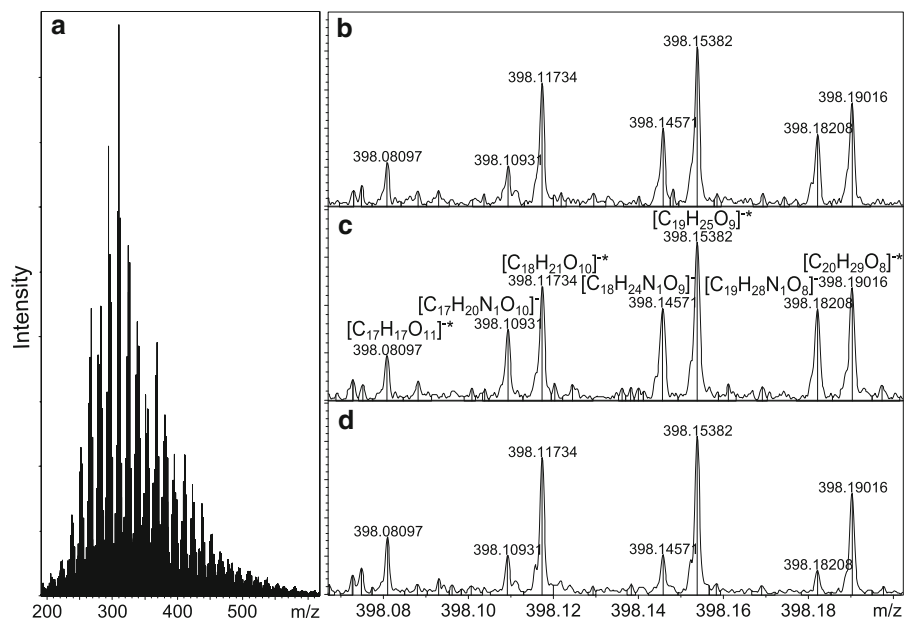 a
Intensity
200 300 400 500 m/z
b
398.08097
398.10931
398.11734
398.14571
398.15382
398.18208
398.19016
c
[C17H17O11]-*
398.08097
[C17H20N1O10]-
398.10931
[C18H21O10]-*
398.11734
[C18H24N1O9]-
398.14571
[C19H25O9]-*
398.15382
[C19H28N1O8]-
398.18208
[C20H29O8]-*
398.19016
d
398.08097
398.10931
398.11734
398.14571
398.15382
398.18208
398.19016
398.08 398.10 398.12 398.14 398.16 398.18 m/z